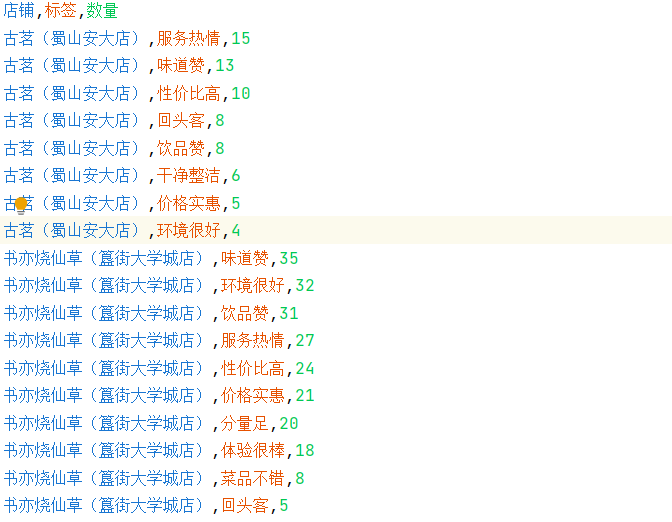 店铺,标签,数量
古茗（蜀山安大店）,服务热情,15
古茗（蜀山安大店）,味道赞,13
古茗（蜀山安大店）,性价比高,10
古茗（蜀山安大店）,回头客,8
古茗（蜀山安大店）,饮品赞,8
古茗（蜀山安大店）,干净整洁,6
古茗（蜀山安大店）,价格实惠,5
古茗（蜀山安大店）,环境很好,4
书亦烧仙草（簋街大学城店）,味道赞,35
书亦烧仙草（簋街大学城店）,环境很好,32
书亦烧仙草（簋街大学城店）,饮品赞,31
书亦烧仙草（簋街大学城店）,服务热情,27
书亦烧仙草（簋街大学城店）,性价比高,24
书亦烧仙草（簋街大学城店）,价格实惠,21
书亦烧仙草（簋街大学城店）,分量足,20
书亦烧仙草（簋街大学城店）,体验很棒,18
书亦烧仙草（簋街大学城店）,菜品不错,8
书亦烧仙草（簋街大学城店）,回头客,5